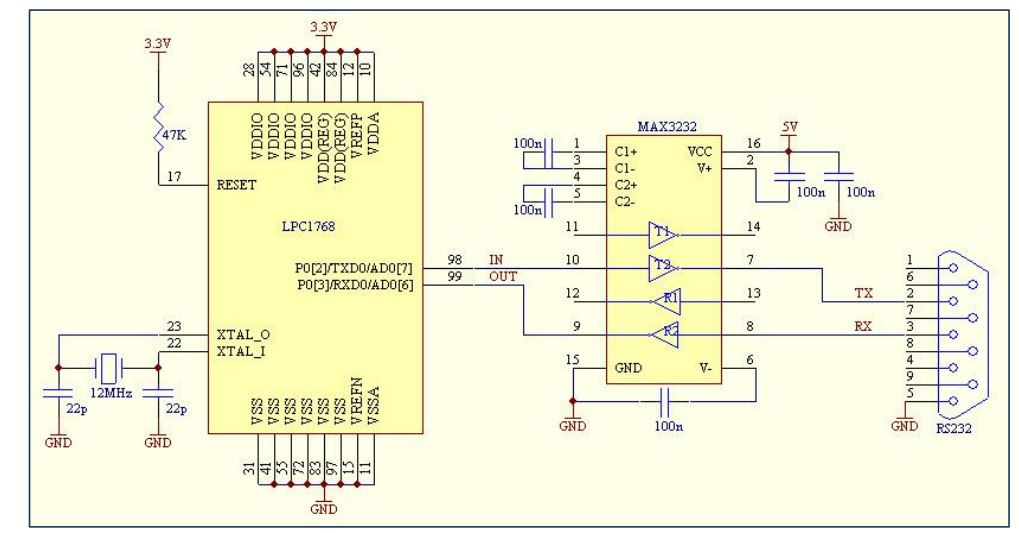 3.3V
3.3V
28 54 71 96 42 84 12 10
VDDIO VDDIO VDDIO VDDIO VDD(REG) VDD(REG) VREFP VDDA
47K
17 RESET
LPC1768
P0[2]/TXD0/AD0[7] 98 IN
P0[3]/RXD0/AD0[6] 99 OUT
23 XTAL_O
22 XTAL_I
12MHz
22p 22p
GND GND
VSS VSS VSS VSS VSS VSS VREFN VSSA
31 41 55 72 83 97 15 11
GND
MAX3232
100n 1 C1+ VCC 16 5V
3 C1- V+ 2
4 C2+
100n 5 C2-
100n 100n
GND
11 T1 14
10 T2 7
12 R1 13
9 R2 8
15 GND V- 6
GND 100n
TX
RX
1
6
2
7
3
8
4
9
5
GND RS232